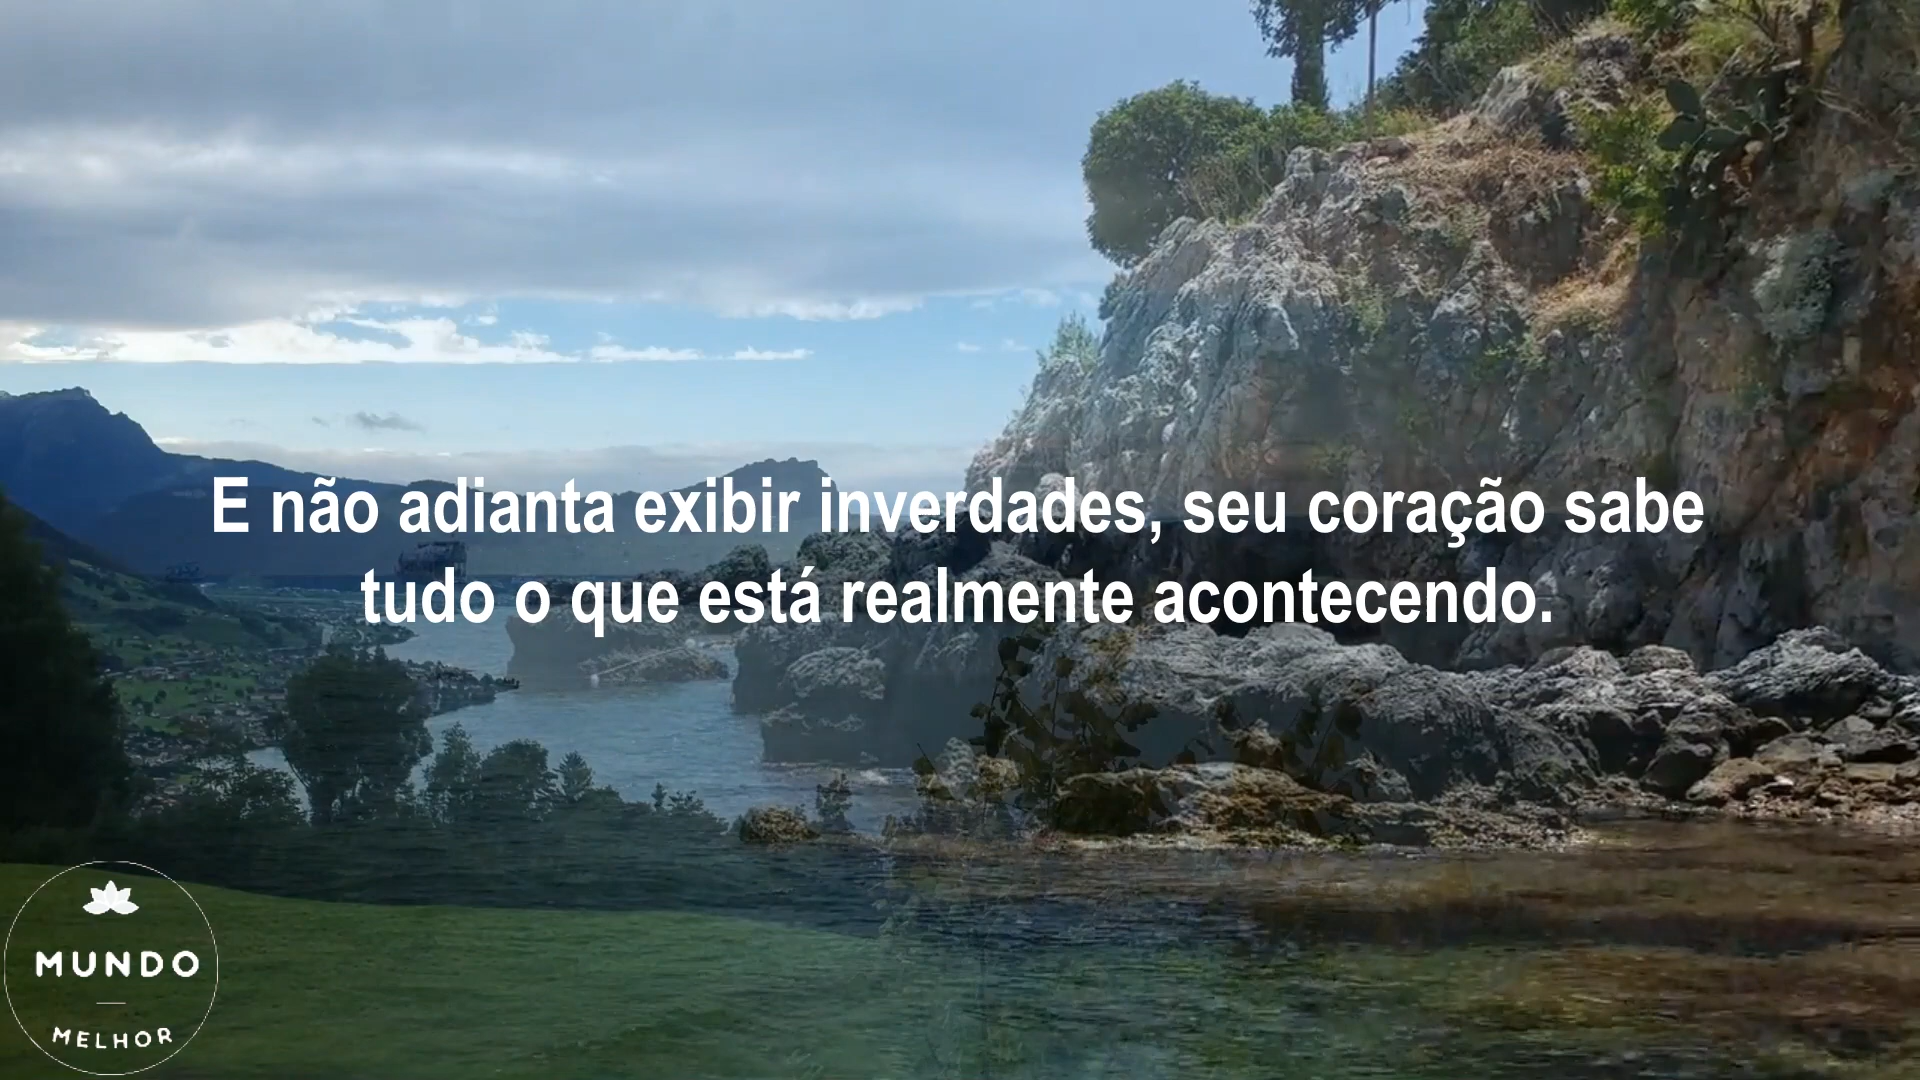 E não adianta exibir inverdades, seu coração sabe
tudo o que está realmente acontecendo.
MUNDO
MELHOR